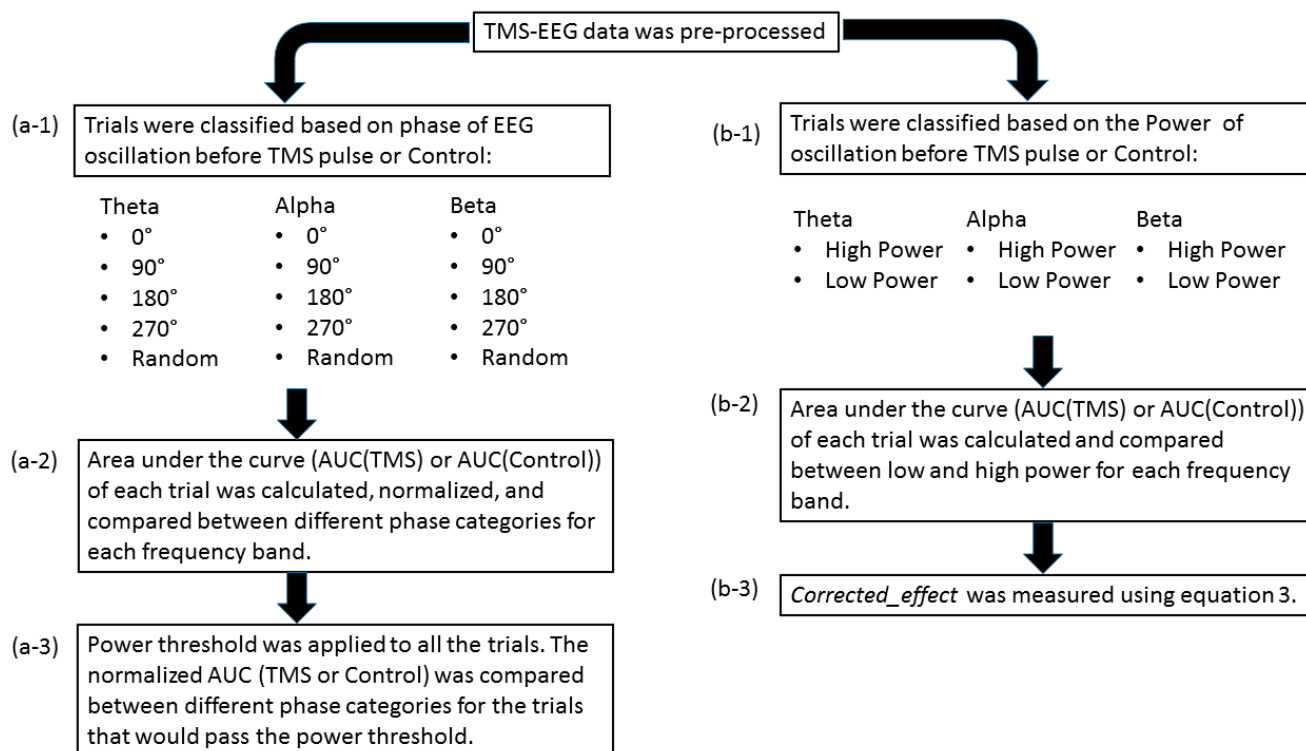 TMS-EEG data was pre-processed
(a-1)
Trials were classified based on phase of EEG
oscillation before TMS pulse or Control:
Theta
• 0°
• 90°
• 180°
• 270°
• Random
Alpha
• 0°
• 90°
• 180°
• 270°
• Random
Beta
• 0°
• 90°
• 180°
• 270°
• Random
(a-2)
Area under the curve (AUC(TMS) or AUC(Control))
of each trial was calculated, normalized, and
compared between different phase categories for
each frequency band.
(a-3)
Power threshold was applied to all the trials. The
normalized AUC (TMS or Control) was compared
between different phase categories for the trials
that would pass the power threshold.
(b-1)
Trials were classified based on the Power of
oscillation before TMS pulse or Control:
Theta
• High Power
• Low Power
Alpha
• High Power
• Low Power
Beta
• High Power
• Low Power
(b-2)
Area under the curve (AUC(TMS) or AUC(Control))
of each trial was calculated and compared
between low and high power for each frequency
band.
(b-3)
Corrected_effect was measured using equation 3.